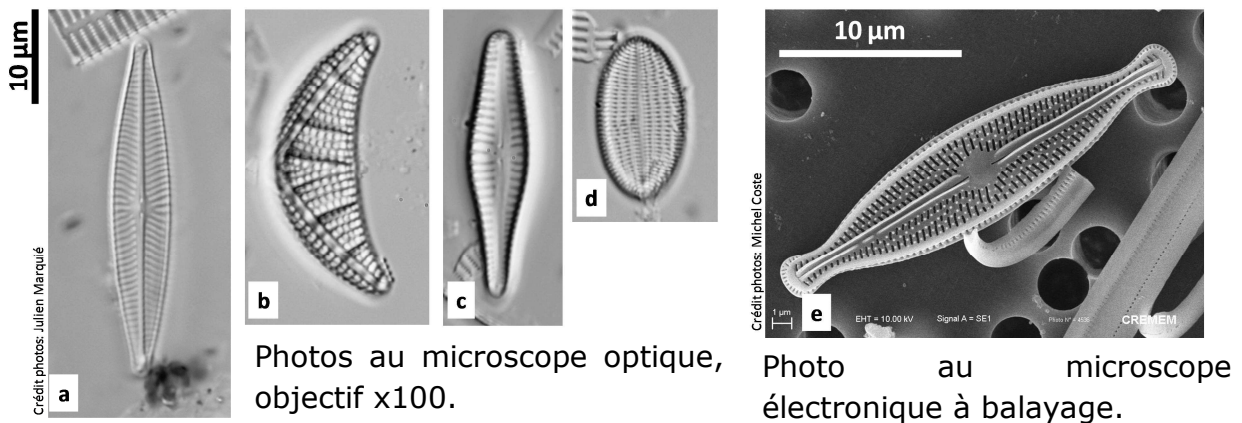 10 µm
Crédit photos: Julien Marquié
a
b
c
d
Photos au microscope optique,
objectif x100.
10 µm
Crédit photos: Michel Coste
1 µm
EHT = 10.00 kV
Signal A = SE1
CREMEM
e
Photo au microscope
électronique à balayage.